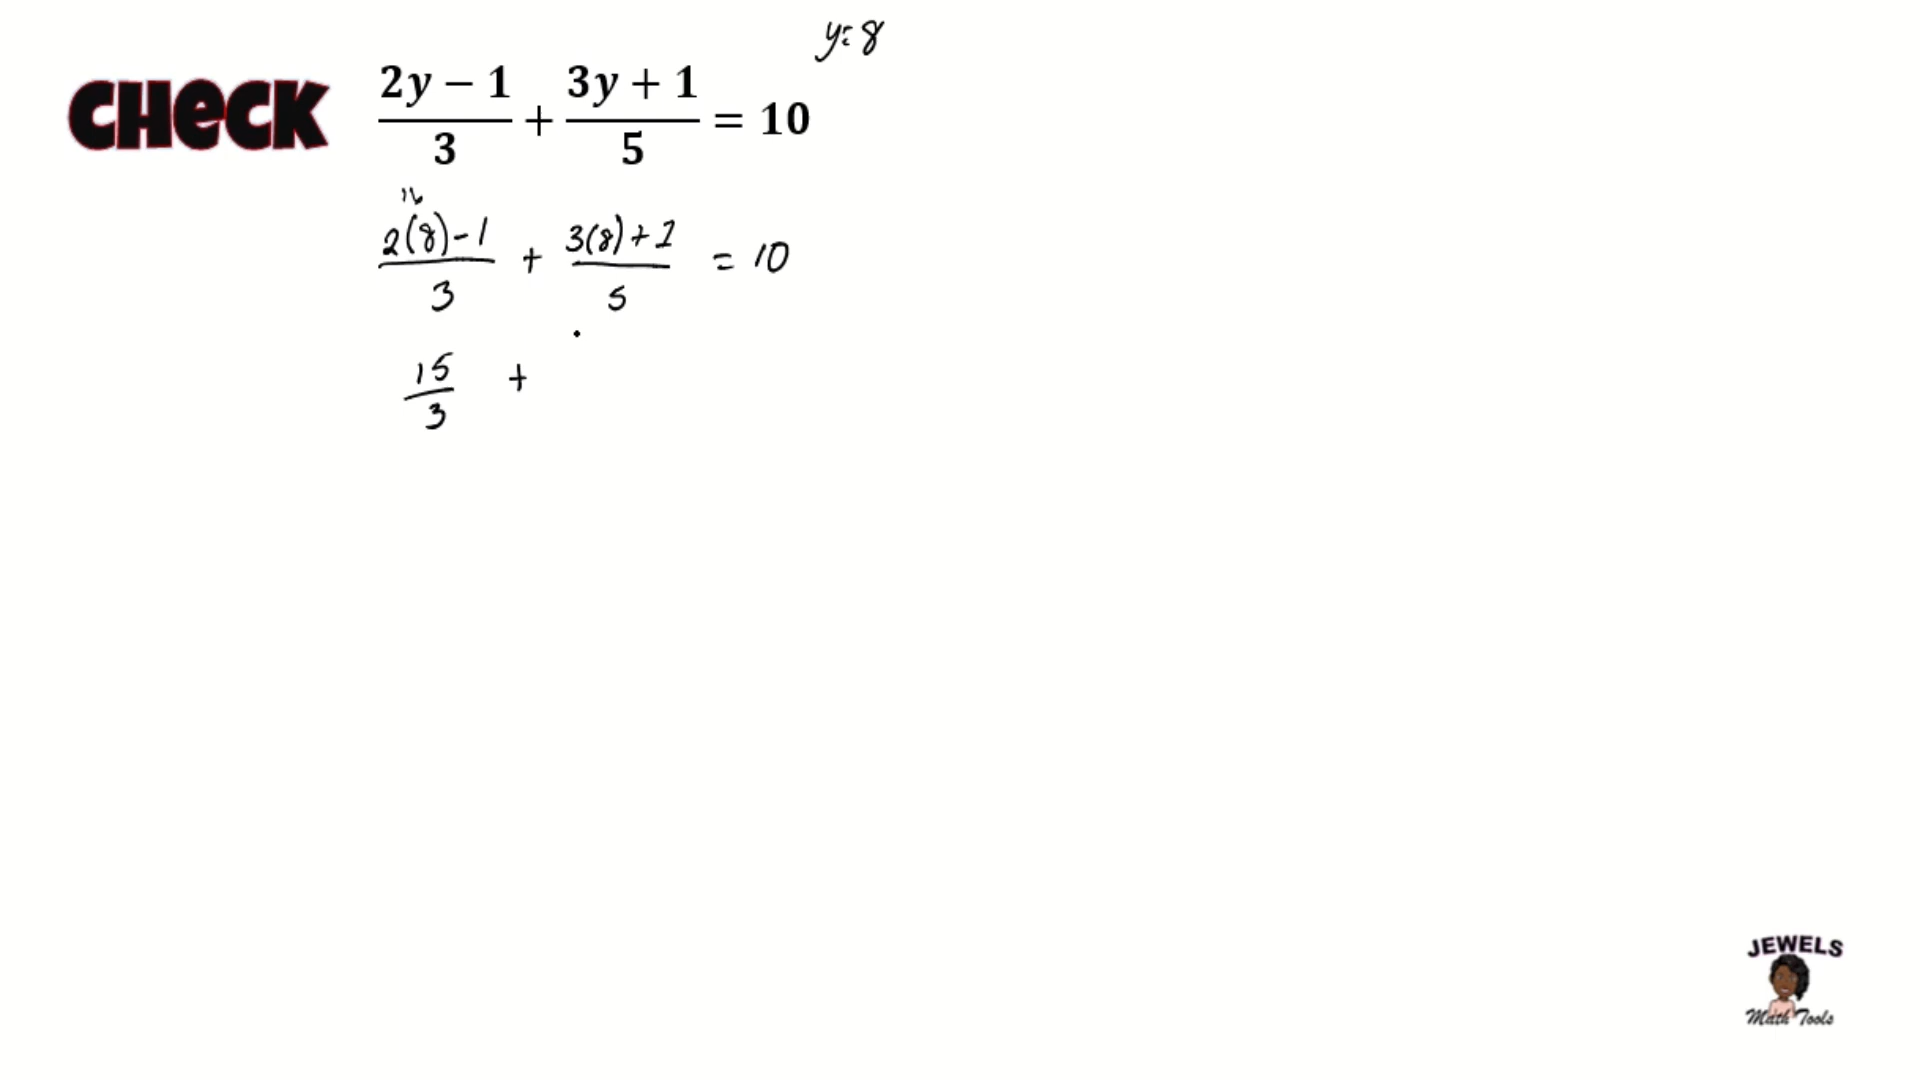 y = 8
CHECK
(2y − 1)/3 + (3y + 1)/5 = 10
16
(2(8) - 1)/3 + (3(8) + 1)/5 = 10
15/3 +
JEWELS
Math Tools